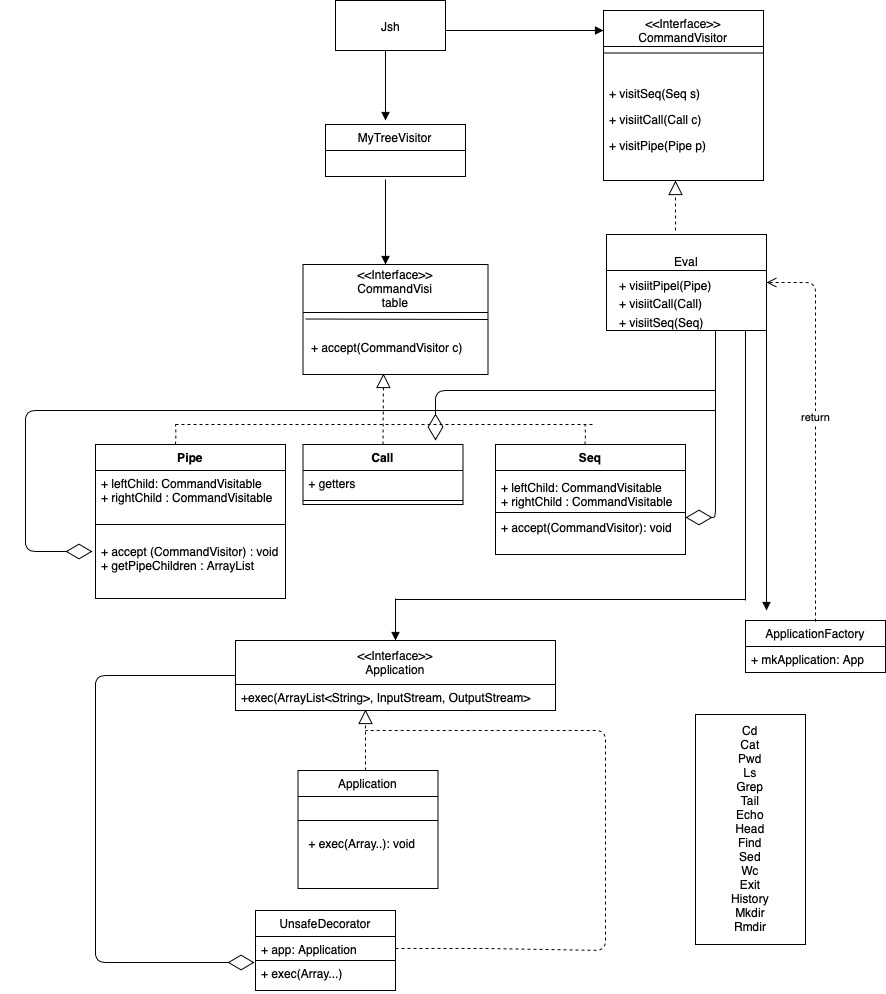 Jsh
<<Interface>>
CommandVisitor
+ visitSeq(Seq s)
+ visiitCall(Call c)
+ visitPipe(Pipe p)
MyTreeVisitor
Eval
+ visiitPipel(Pipe)
+ visiitCall(Call)
+ visiitSeq(Seq)
<<Interface>>
CommandVisi
table
+ accept(CommandVisitor c)
return
Pipe
+ leftChild: CommandVisitable
+ rightChild : CommandVisitable
+ accept (CommandVisitor) : void
+ getPipeChildren : ArrayList
Call
+ getters
Seq
+ leftChild: CommandVisitable
+ rightChild : CommandVisitable
+ accept(CommandVisitor): void
ApplicationFactory
+ mkApplication: App
<<Interface>>
Application
+exec(ArrayList<String>, InputStream, OutputStream>
Application
+ exec(Array..): void
UnsafeDecorator
+ app: Application
+ exec(Array...)
Cd
Cat
Pwd
Ls
Grep
Tail
Echo
Head
Find
Sed
Wc
Exit
History
Mkdir
Rmdir